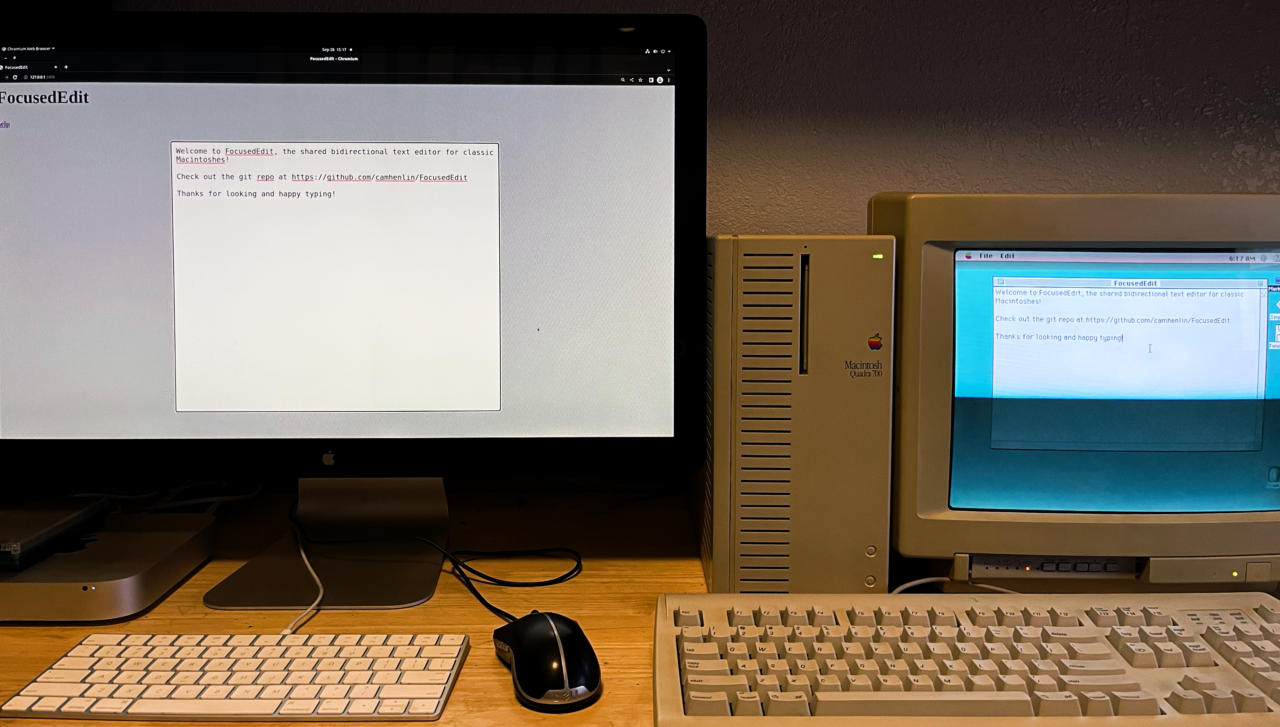 Chromium Web Browser
Sep 26 15:17
FocusedEdit - Chromium
FocusedEdit
127.0.0.1
FocusedEdit
help
Welcome to FocusedEdit, the shared bidirectional text editor for classic
Macintoshes!
Check out the git repo at https://github.com/camhenlin/FocusedEdit
Thanks for looking and happy typing!
Macintosh
Quadra 700
File Edit
6:17 AM
FocusedEdit
Welcome to FocusedEdit, the shared bidirectional text editor for classic
Macintoshes!
Check out the git repo at https://github.com/camhenlin/FocusedEdit
Thanks for looking and happy typing!